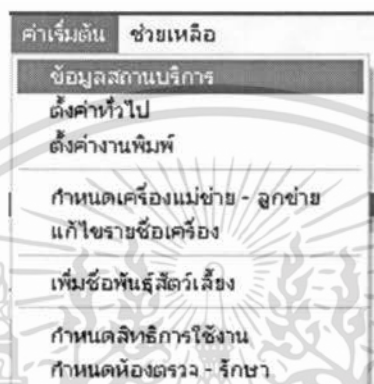 ค่าเริ่มต้น ช่วยเหลือ
ข้อมูลสถานบริการ
ตั้งค่าทั่วไป
ตั้งค่างานพิมพ์
กำหนดเครื่องแม่ข่าย - ลูกข่าย
แก้ไขรายชื่อเครื่อง
เพิ่มชื่อพันธุ์สัตว์เลี้ยง
กำหนดสิทธิการใช้งาน
กำหนดห้องตรวจ - รักษา